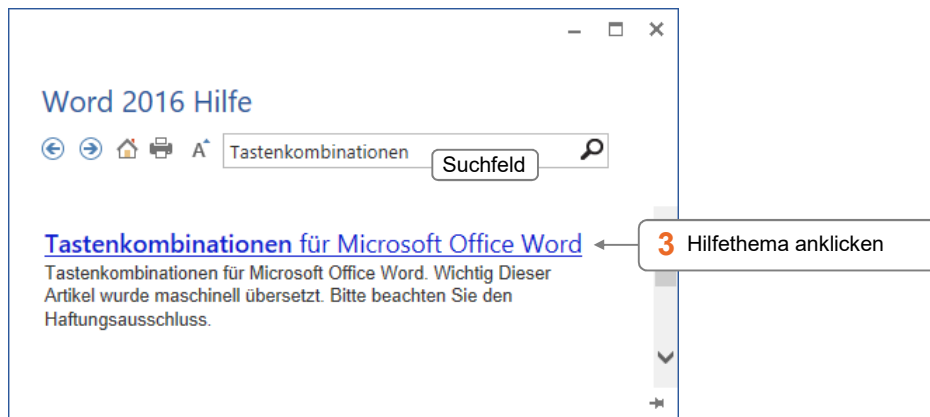 Word 2016 Hilfe
A
Tastenkombinationen
Suchfeld
Tastenkombinationen für Microsoft Office Word
3 Hilfethema anklicken
Tastenkombinationen für Microsoft Office Word. Wichtig Dieser
Artikel wurde maschinell übersetzt. Bitte beachten Sie den
Haftungsausschluss.